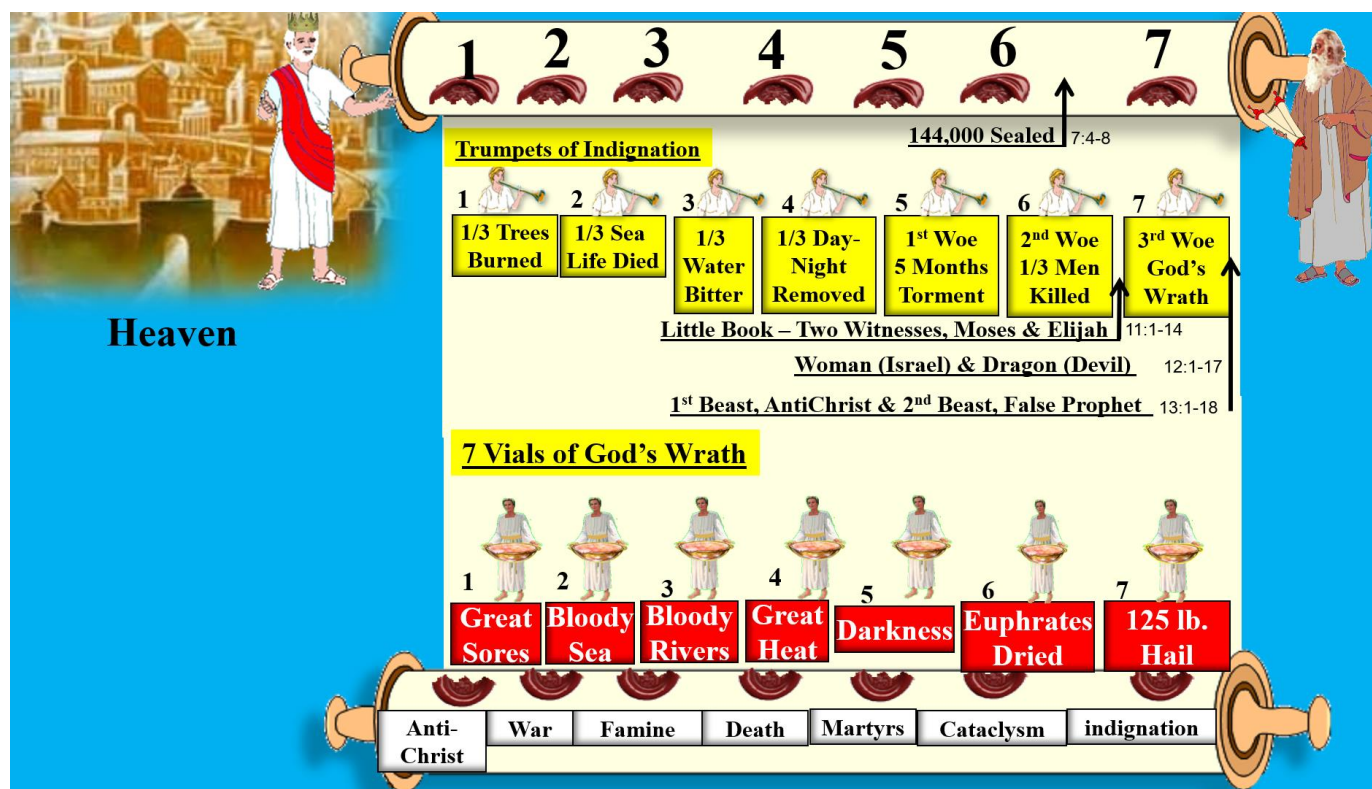 1 2 3 4 5 6 7
144,000 Sealed 7:4-8
Trumpets of Indignation
1 2 3 4 5 6 7
1/3 Trees
Burned
1/3 Sea
Life Died
1/3
Water
Bitter
1/3 Day-
Night
Removed
1st Woe
5 Months
Torment
2nd Woe
1/3 Men
Killed
3rd Woe
God's
Wrath
Little Book – Two Witnesses, Moses & Elijah 11:1-14
Heaven
Woman (Israel) & Dragon (Devil) 12:1-17
1st Beast, AntiChrist & 2nd Beast, False Prophet 13:1-18
7 Vials of God's Wrath
1 2 3 4 5 6 7
Great
Sores
Bloody
Sea
Bloody
Rivers
Great
Heat
Darkness
Euphrates
Dried
125 lb.
Hail
Anti-
Christ
War
Famine
Death
Martyrs
Cataclysm
indignation